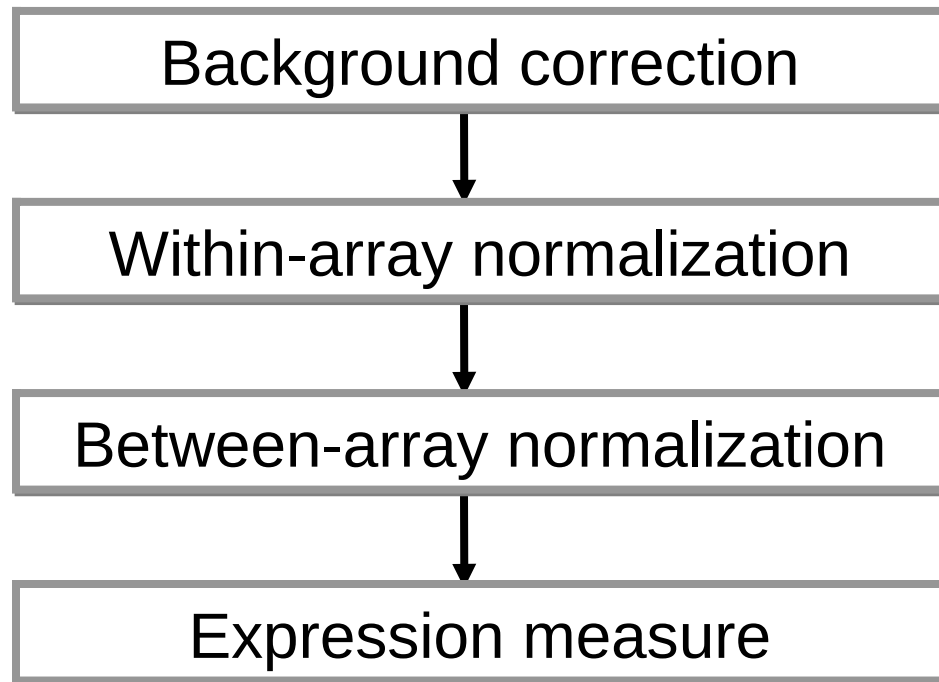 Background correction
Within-array normalization
Between-array normalization
Expression measure